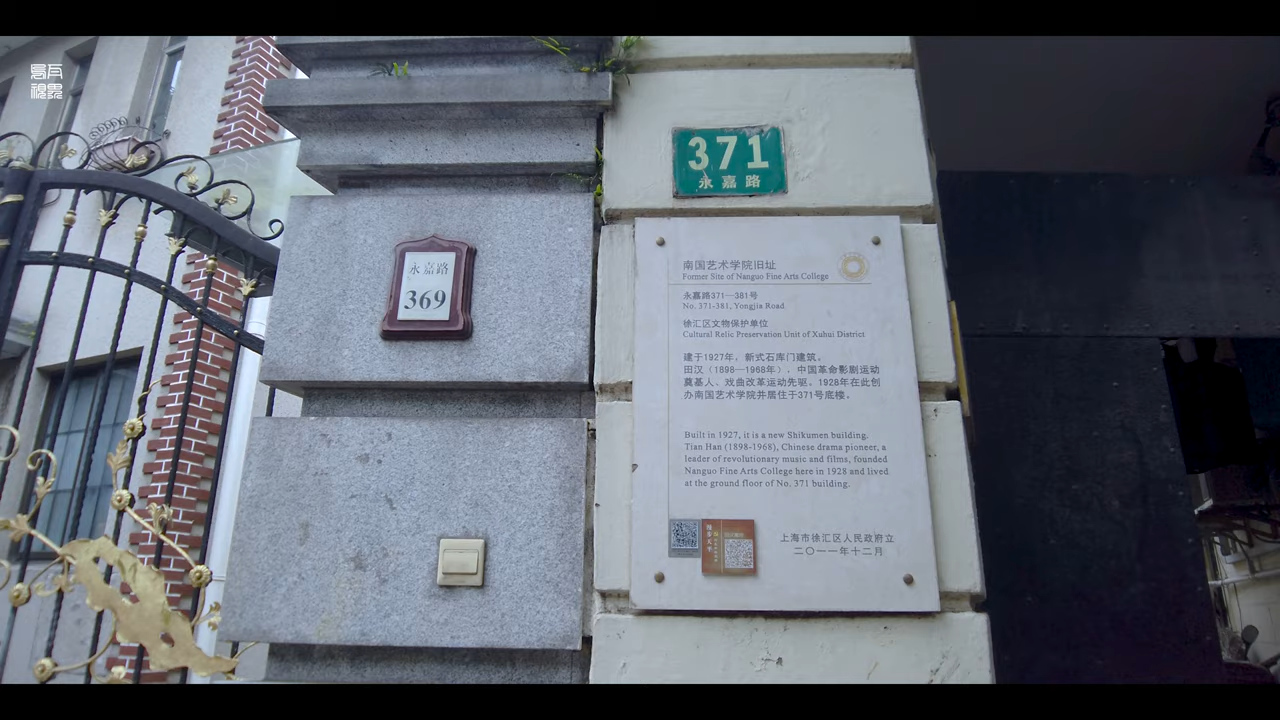 371
永嘉路
永嘉路
369
南国艺术学院旧址
Former Site of Nanguo Fine Arts College
永嘉路371—381号
No. 371-381, Yongjia Road
徐汇区文物保护单位
Cultural Relic Preservation Unit of Xuhui District
建于1927年，新式石库门建筑。
田汉（1898—1968年），中国革命影剧运动
奠基人、戏曲改革运动先驱。1928年在此创
办南国艺术学院并居住于371号底楼。
Built in 1927, it is a new Shikumen building.
Tian Han (1898-1968), Chinese drama pioneer, a
leader of revolutionary music and films, founded
Nanguo Fine Arts College here in 1928 and lived
at the ground floor of No. 371 building.
上海市徐汇区人民政府立
二〇一一年十二月